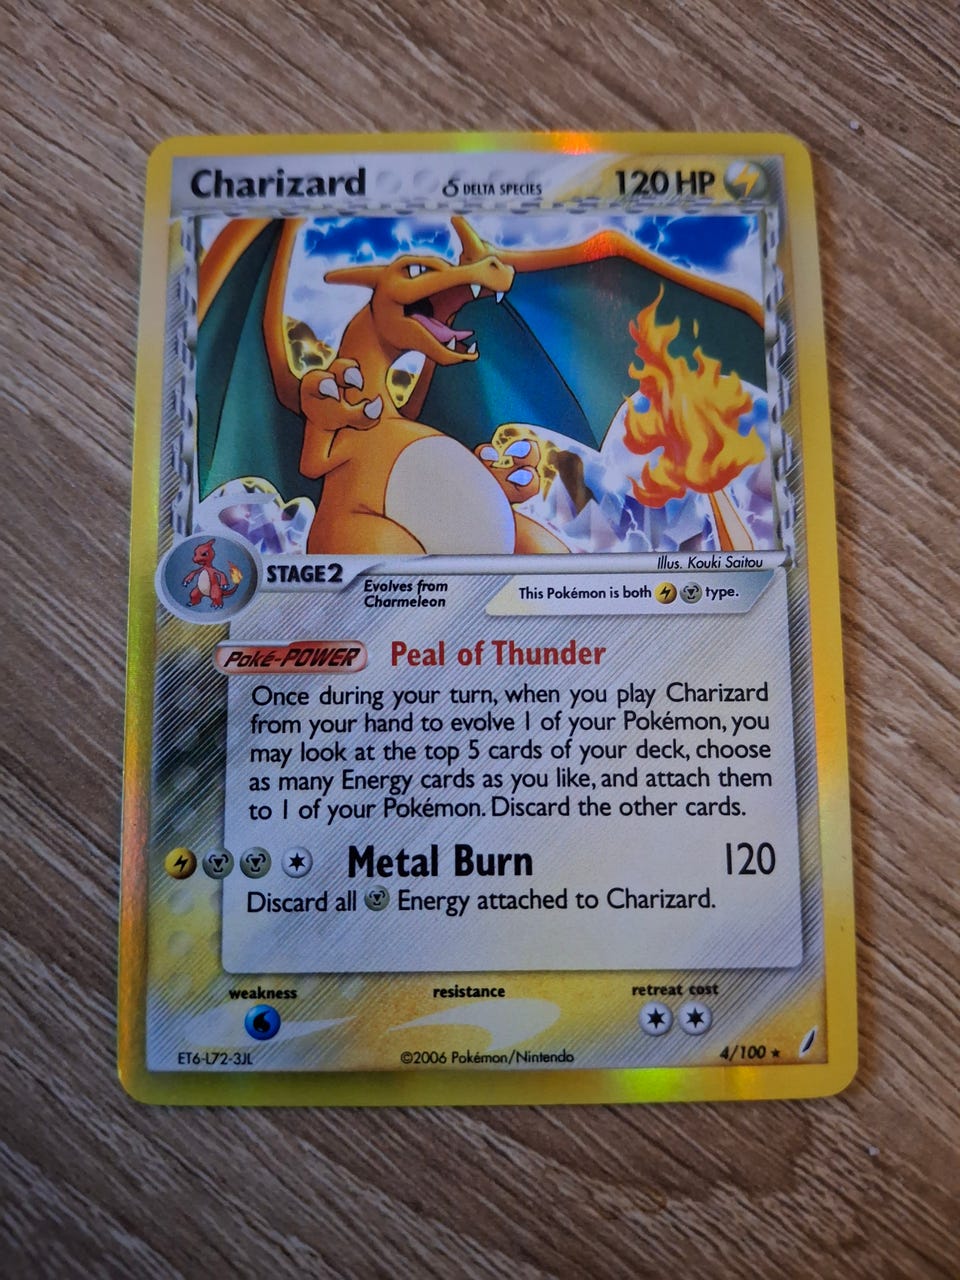 Charizard δ DELTA SPECIES 120 HP
Illus. Kouki Saitou
STAGE2 Evolves from
Charmeleon
This Pokémon is both type.
Poké-POWER Peal of Thunder
Once during your turn, when you play Charizard
from your hand to evolve 1 of your Pokémon, you
may look at the top 5 cards of your deck, choose
as many Energy cards as you like, and attach them
to 1 of your Pokémon. Discard the other cards.
Metal Burn 120
Discard all Energy attached to Charizard.
weakness resistance retreat cost
ET6-L72-3JL ©2006 Pokémon/Nintendo 4/100 ★